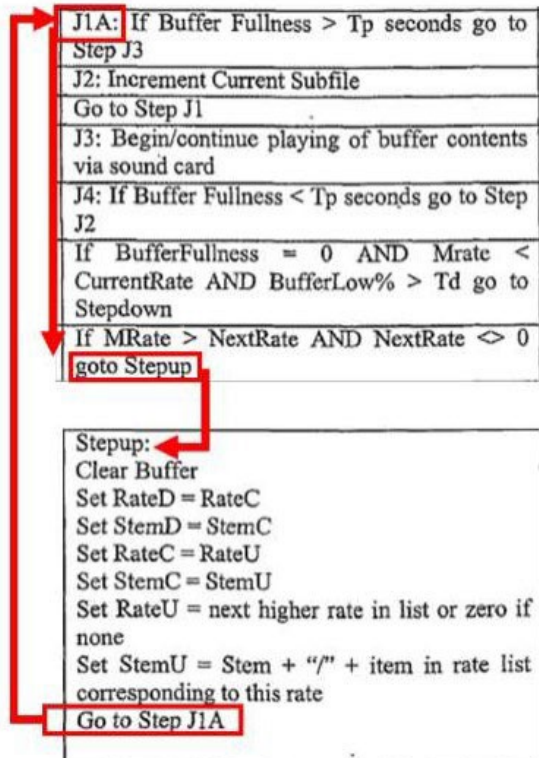 J1A: If Buffer Fullness > Tp seconds go to
Step J3
J2: Increment Current Subfile
Go to Step J1
J3: Begin/continue playing of buffer contents
via sound card
J4: If Buffer Fullness < Tp seconds go to Step
J2
If BufferFullness = 0 AND Mrate <
CurrentRate AND BufferLow% > Td go to
Stepdown
If MRate > NextRate AND NextRate <> 0
goto Stepup
Stepup:
Clear Buffer
Set RateD = RateC
Set StemD = StemC
Set RateC = RateU
Set StemC = StemU
Set RateU = next higher rate in list or zero if
none
Set StemU = Stem + “/” + item in rate list
corresponding to this rate
Go to Step J1A